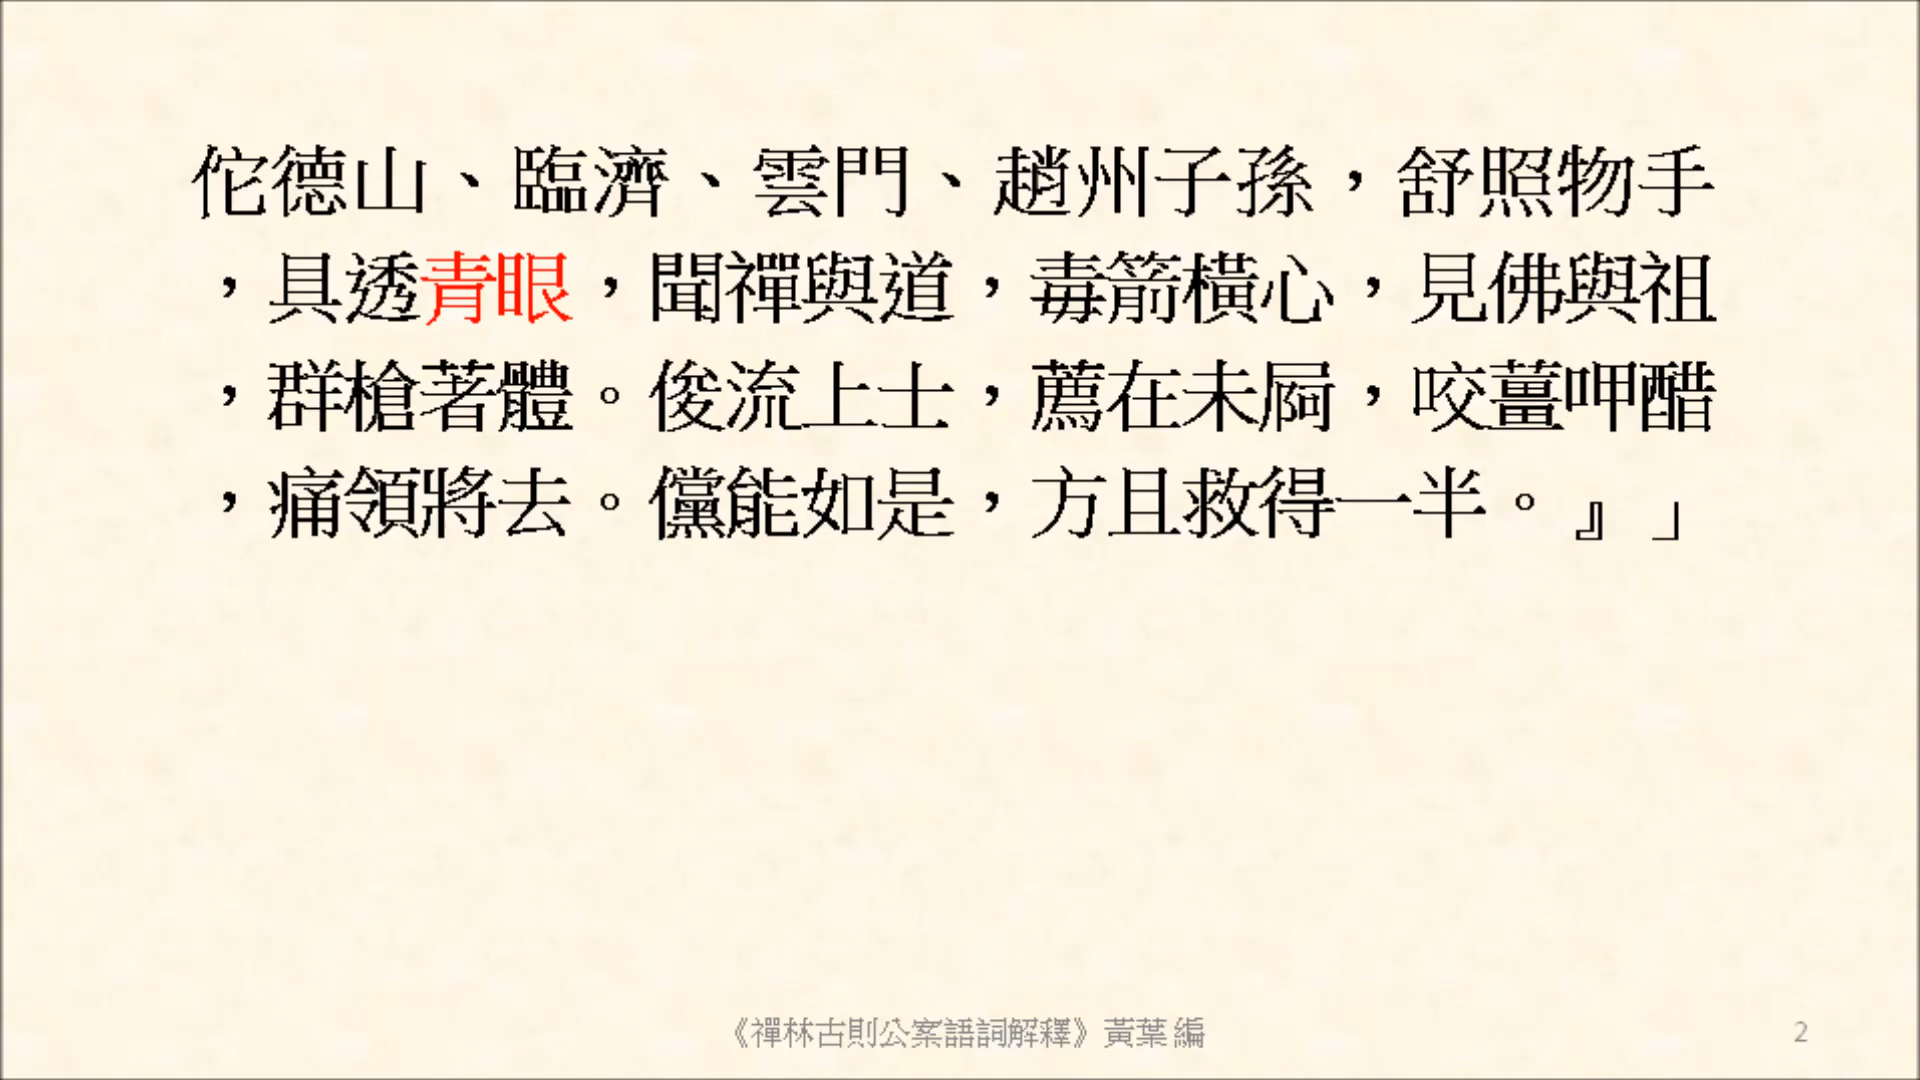 佗德山、臨濟、雲門、趙州子孫，舒照物手
，具透青眼，聞禪與道，毒箭橫心，見佛與祖
，群槍著體。俊流上士，薦在未屙，咬薑呷醋
，痛領將去。儻能如是，方且救得一半。』」
《禪林古則公案語詞解釋》黃葉 編
2